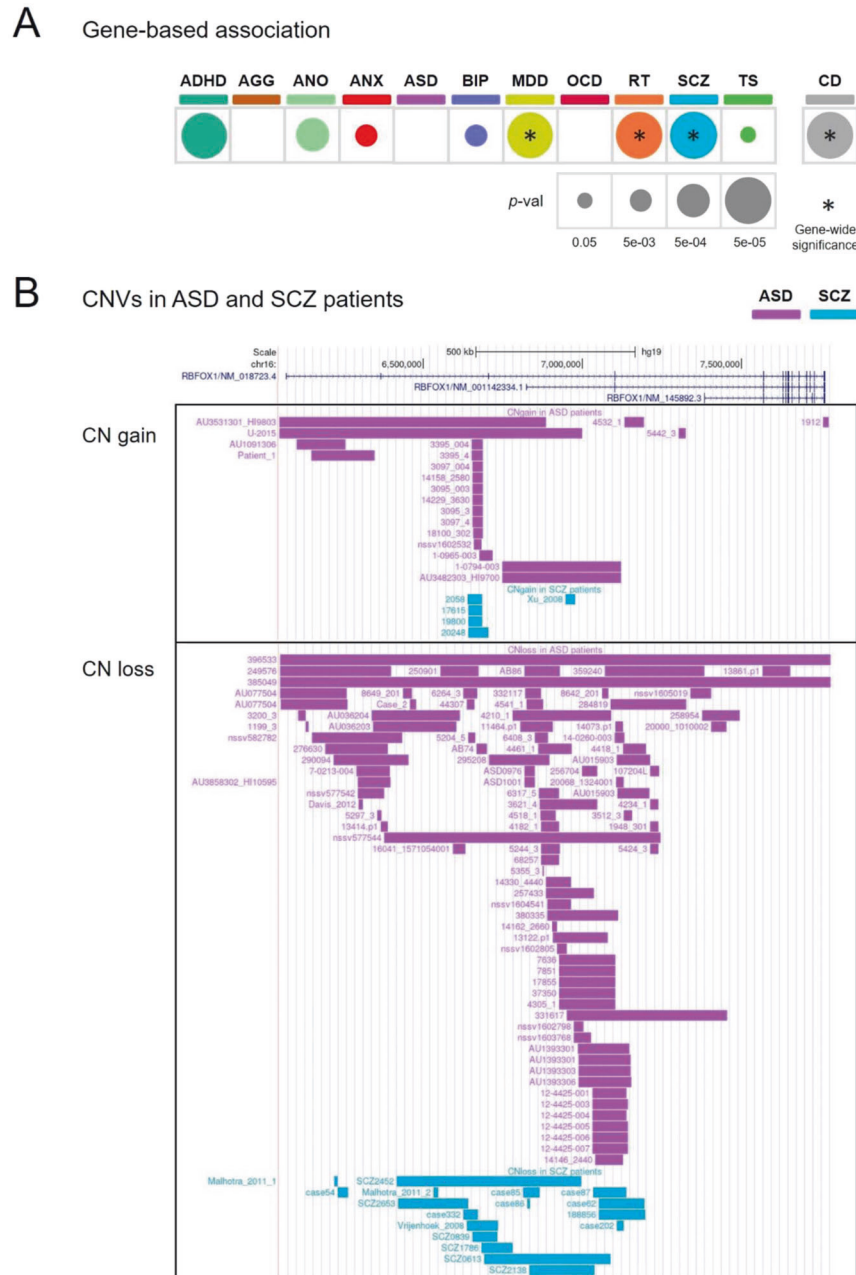 A Gene-based association
ADHD AGG ANO ANX ASD BIP MDD OCD RT SCZ TS CD
* * * *
p-val *
0.05 5e-03 5e-04 5e-05 Gene-wide
significance
B CNVs in ASD and SCZ patients ASD SCZ
Scale 500 kb hg19
chr16: 6,500,000 7,000,000 7,500,000
RBFOX1/NM_018723.4
RBFOX1/NM_001142334.1
RBFOX1/NM_145892.3
CN gain
CNgain in ASD patients
AU3531301_HI9803 4532_1 1912
U-2015 5442_3
AU1091306 3395_004
Patient_1 3395_4
3097_004
14158_2580
3095_003
14229_3630
3095_3
3097_4
18100_302
nssv1602532
1-0965-003
1-0794-003
AU3482303_HI9700
CNgain in SCZ patients
2058 Xu_2008
17615
19800
20248
CN loss
CNloss in ASD patients
396533
249576 250901 AB86 359240 13861.p1
385049
AU077504 8649_201 6264_3 332117 8642_201 nssv1605019
AU077504 Case_2 44307 4541_1 284819
3200_3 AU036204 4210_1 258954
1199_3 AU036203 11464.p1 14073.p1 20000_1010002
nssv582782 5204_5 6408_3 14-0260-003
276630 AB74 4461_1 4418_1
290094 295208 AU015903
7-0213-004 ASD0976 256704 107204L
AU3858302_HI10595 ASD1001 20068_1324001
nssv577542 6317_5 AU015903
Davis_2012 3621_4 4234_1
5297_3 4518_1 3512_3
13414.p1 4182_1 1948_301
nssv577544
16041_1571054001 5244_3 5424_3
68257
5355_3
14330_4440
257433
nssv1604541
380335
14162_2660
13122.p1
nssv1602805
7636
7851
17855
37350
4305_1
331617
nssv1602798
nssv1603768
AU1393301
AU1393301
AU1393303
AU1393306
12-4425-001
12-4425-003
12-4425-004
12-4425-005
12-4425-006
12-4425-007
14146_2440
CNloss in SCZ patients
Malhotra_2011_1 SCZ2452
case54 Malhotra_2011_2 case85 case87
SCZ2653 case86 case62
case332 188856
Vrijenhoek_2008 case202
SCZ0839
SCZ1786
SCZ0613
SCZ2138